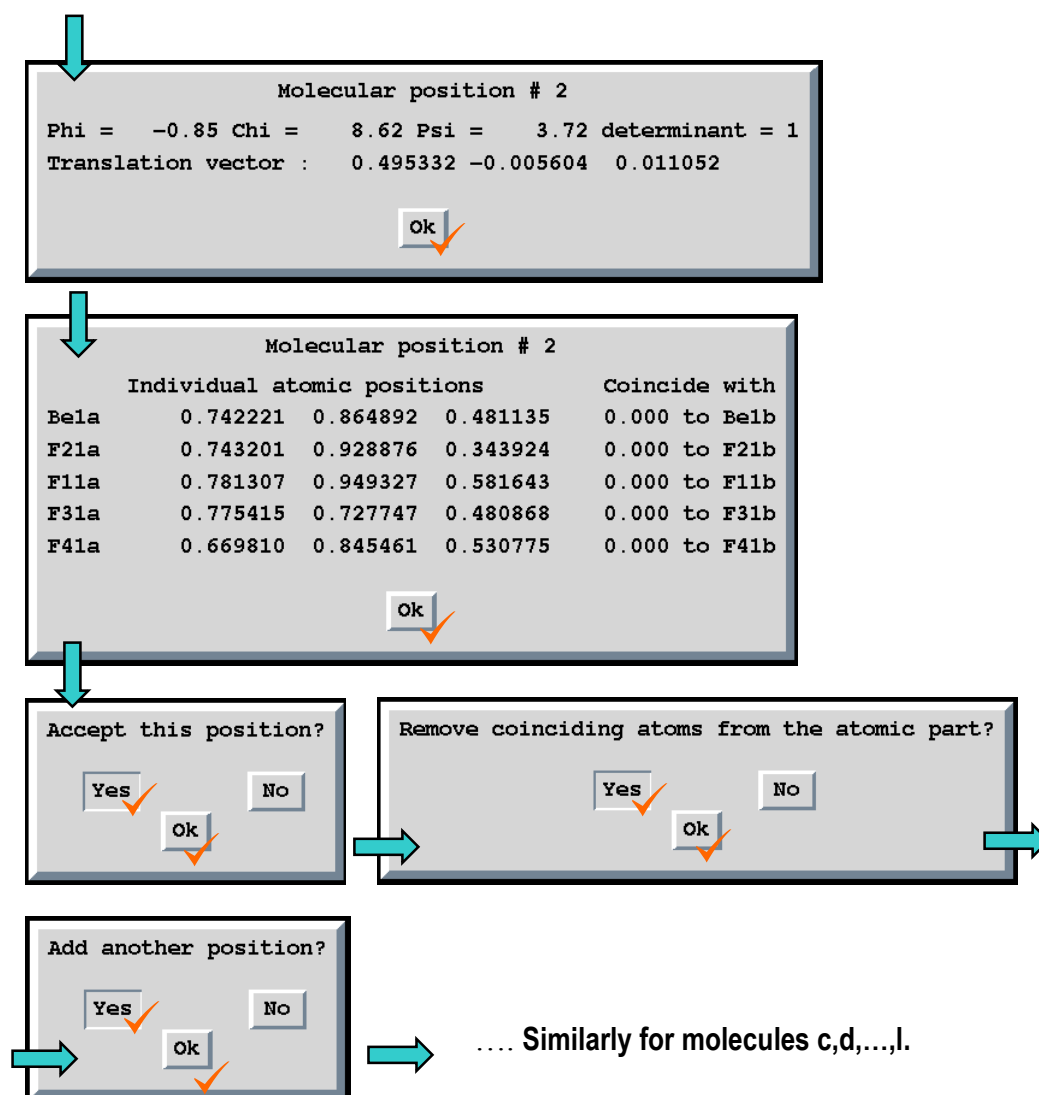 Molecular position # 2
Phi = -0.85 Chi = 8.62 Psi = 3.72 determinant = 1
Translation vector : 0.495332 -0.005604 0.011052
Ok
Molecular position # 2
Individual atomic positions Coincide with
Be1a 0.742221 0.864892 0.481135 0.000 to Be1b
F21a 0.743201 0.928876 0.343924 0.000 to F21b
F11a 0.781307 0.949327 0.581643 0.000 to F11b
F31a 0.775415 0.727747 0.480868 0.000 to F31b
F41a 0.669810 0.845461 0.530775 0.000 to F41b
Ok
Accept this position?
Yes No
Ok
Remove coinciding atoms from the atomic part?
Yes No
Ok
Add another position?
Yes No
Ok
.... Similarly for molecules c,d,...,l.